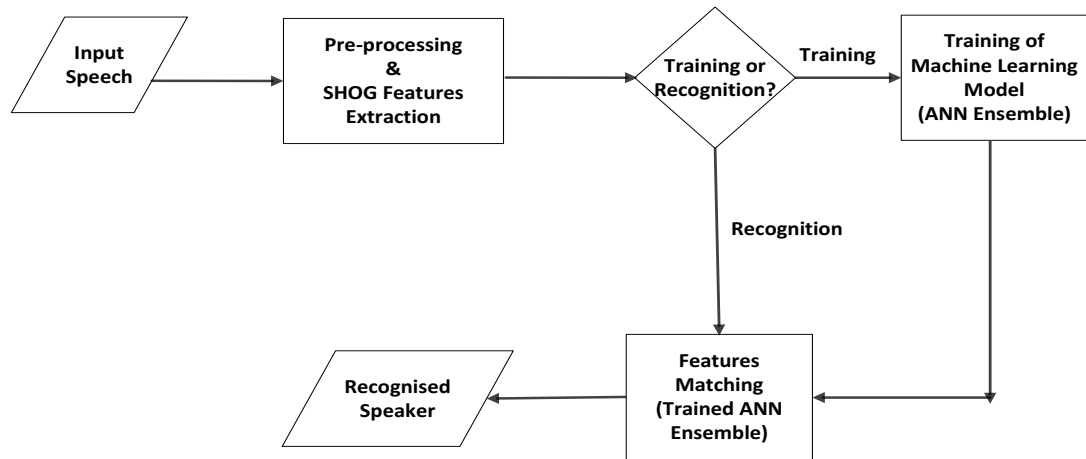 Input
Speech
Pre-processing
&
SHOG Features
Extraction
Training or
Recognition?
Training
Training of
Machine Learning
Model
(ANN Ensemble)
Recognition
Features
Matching
(Trained ANN
Ensemble)
Recognised
Speaker